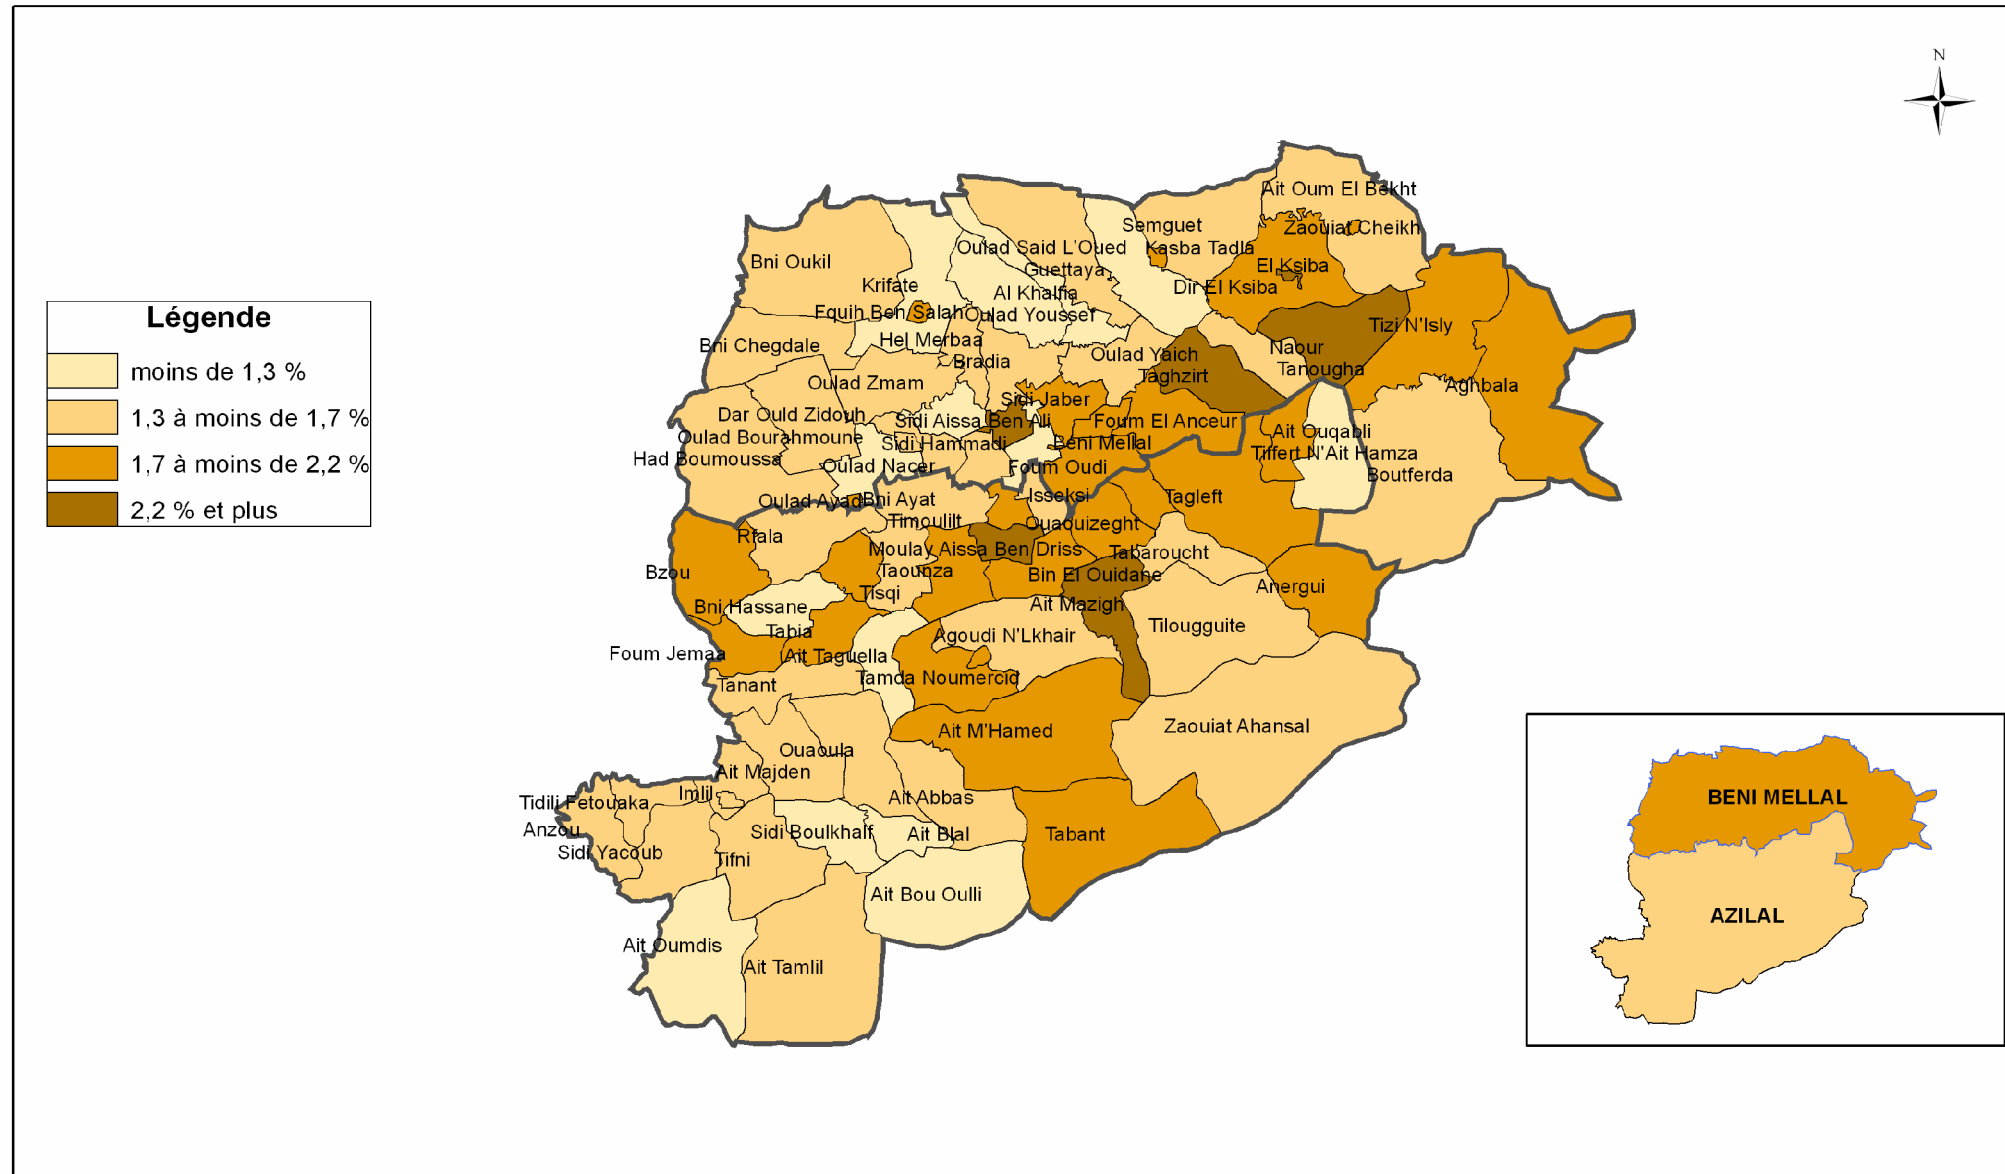 N
Ait Oum El Bekht
Semguet
Zaouiat Cheikh
Oulad Said L'Oued
Kasba Tadla
Bni Oukil
Guettaya
El Ksiba
Krifate
Al Khalfia
Dir El Ksiba
Légende
Fquih Ben Salah
Oulad Youssef
Tizi N'Isly
Hel Merbaa
Bni Chegdale
Naour
Oulad Yaich
Bradia
Tanougha
moins de 1,3 %
Taghzirt
Oulad Zmam
Aghbala
Sidi Jaber
1,3 à moins de 1,7 %
Dar Ould Zidouh
Sidi Aissa Ben Ali
Foum El Anceur
Ait Ouqabli
Oulad Bourahmoune
Sidi Hammadi
Beni Mellal
Tiffert N'Ait Hamza
Had Boumoussa
1,7 à moins de 2,2 %
Oulad Nacer
Foum Oudi
Boutferda
Oulad Ayad
Bni Ayat
Isseksi
Tagleft
2,2 % et plus
Timoulilt
Ouaouizeght
Rfala
Moulay Aissa Ben Driss
Tabaroucht
Bzou
Taounza
Bin El Ouidane
Anergui
Tisqi
Bni Hassane
Ait Mazigh
Tabia
Agoudi N'Lkhair
Tilougguite
Foum Jemaa
Ait Taguella
Tanant
Tamda Noumercid
Ait M'Hamed
Zaouiat Ahansal
Ouaoula
Ait Majden
Imlil
Ait Abbas
BENI MELLAL
Tidili Fetouaka
Anzou
Sidi Boulkhalf
Ait Blal
Tabant
Sidi Yacoub
Tifni
Ait Bou Oulli
AZILAL
Ait Oumdis
Ait Tamlil